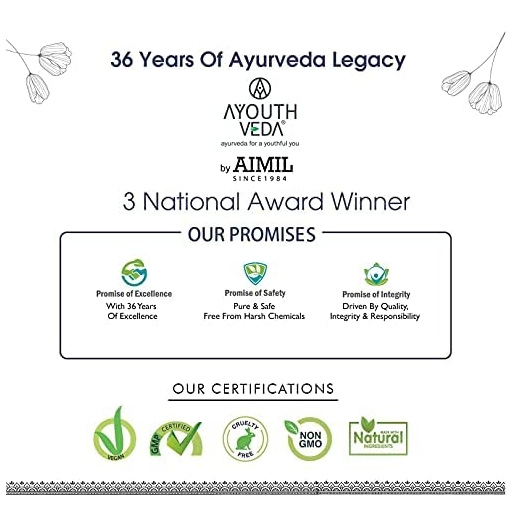 36 Years Of Ayurveda Legacy
AYOUTH
VEDA®
ayurveda for a youthful you
by AIMIL
SINCE1984
3 National Award Winner
OUR PROMISES
Promise of Excellence
With 36 Years
Of Excellence
Promise of Safety
Pure & Safe
Free From Harsh Chemicals
Promise of Integrity
Driven By Quality,
Integrity & Responsibility
OUR CERTIFICATIONS
VEGAN
GMP CERTIFIED
CRUELTY
FREE
NON
GMO
MADE WITH
Natural
INGREDIENTS